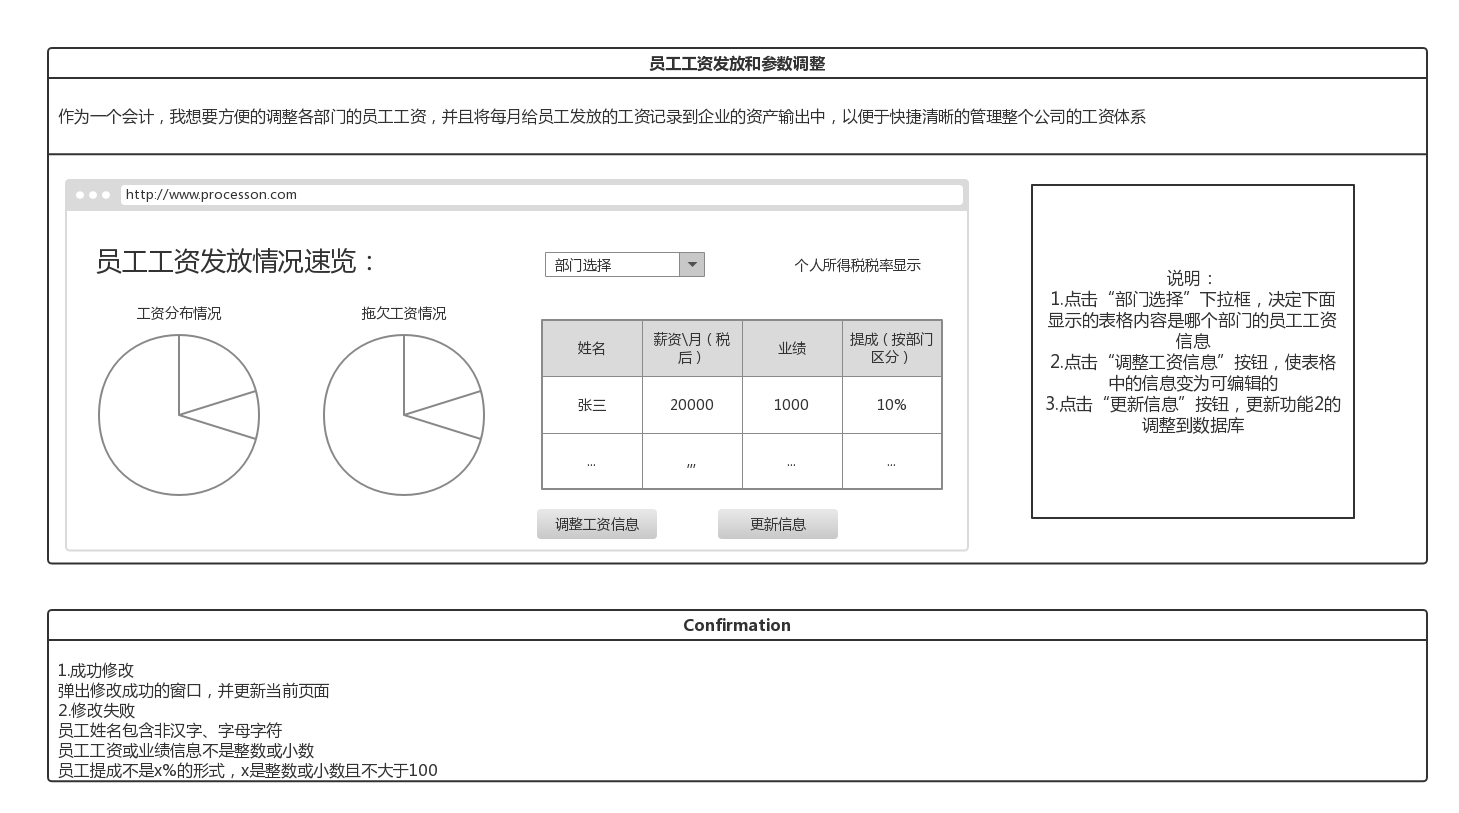 员工工资发放和参数调整
作为一个会计，我想要方便的调整各部门的员工工资，并且将每月给员工发放的工资记录到企业的资产输出中，以便于快捷清晰的管理整个公司的工资体系
http://www.processon.com
员工工资发放情况速览：
部门选择
个人所得税税率显示
工资分布情况
拖欠工资情况
姓名
薪资\月（税
后）
业绩
提成（按部门
区分）
张三
20000
1000
10%
...
,,,
...
...
调整工资信息
更新信息
说明：
1.点击“部门选择”下拉框，决定下面
显示的表格内容是哪个部门的员工工资
信息
2.点击“调整工资信息”按钮，使表格
中的信息变为可编辑的
3.点击“更新信息”按钮，更新功能2的
调整到数据库
Confirmation
1.成功修改
弹出修改成功的窗口，并更新当前页面
2.修改失败
员工姓名包含非汉字、字母字符
员工工资或业绩信息不是整数或小数
员工提成不是x%的形式，x是整数或小数且不大于100